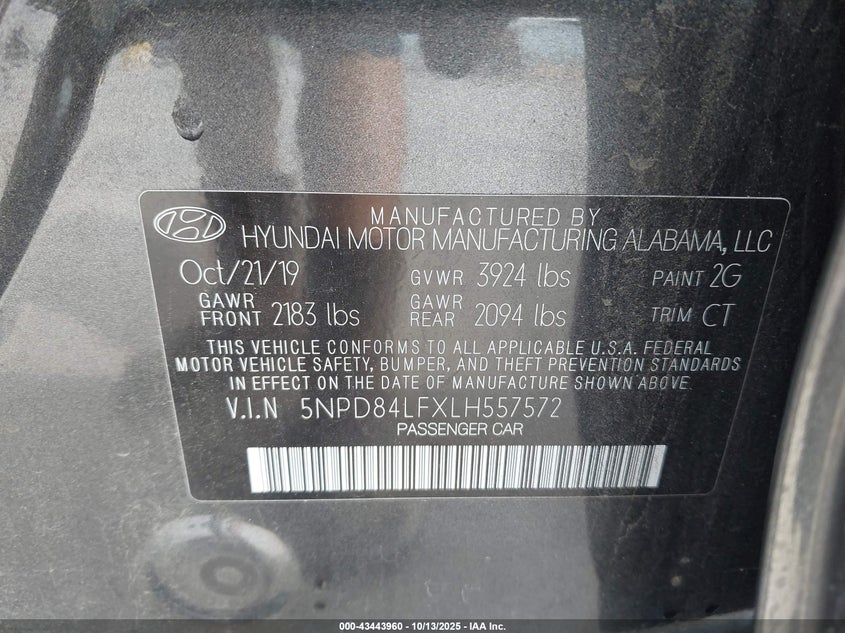 MANUFACTURED BY
HYUNDAI MOTOR MANUFACTURING ALABAMA, LLC
Oct/21/19 GVWR 3924 lbs PAINT 2G
GAWR FRONT 2183 lbs GAWR REAR 2094 lbs TRIM CT
THIS VEHICLE CONFORMS TO ALL APPLICABLE U.S.A. FEDERAL
MOTOR VEHICLE SAFETY, BUMPER, AND THEFT PREVENTION STANDARDS
IN EFFECT ON THE DATE OF MANUFACTURE SHOWN ABOVE.
V.I.N 5NPD84LFXLH557572
PASSENGER CAR
000-43443960 - 10/13/2025 - IAA Inc.